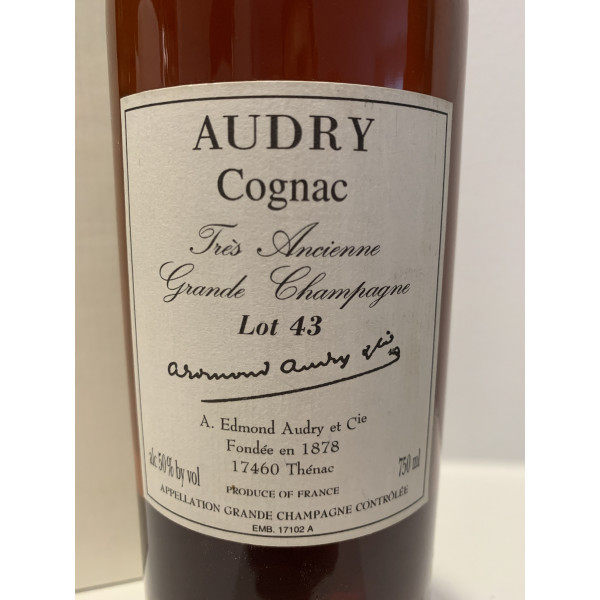 AUDRY
Cognac
Très Ancienne
Grande Champagne
Lot 43
A. Edmond Audry et Cie
Fondée en 1878
17460 Thénac
alc 50% by vol
750 ml
PRODUCE OF FRANCE
APPELLATION GRANDE CHAMPAGNE CONTRÔLÉE
EMB. 17102 A